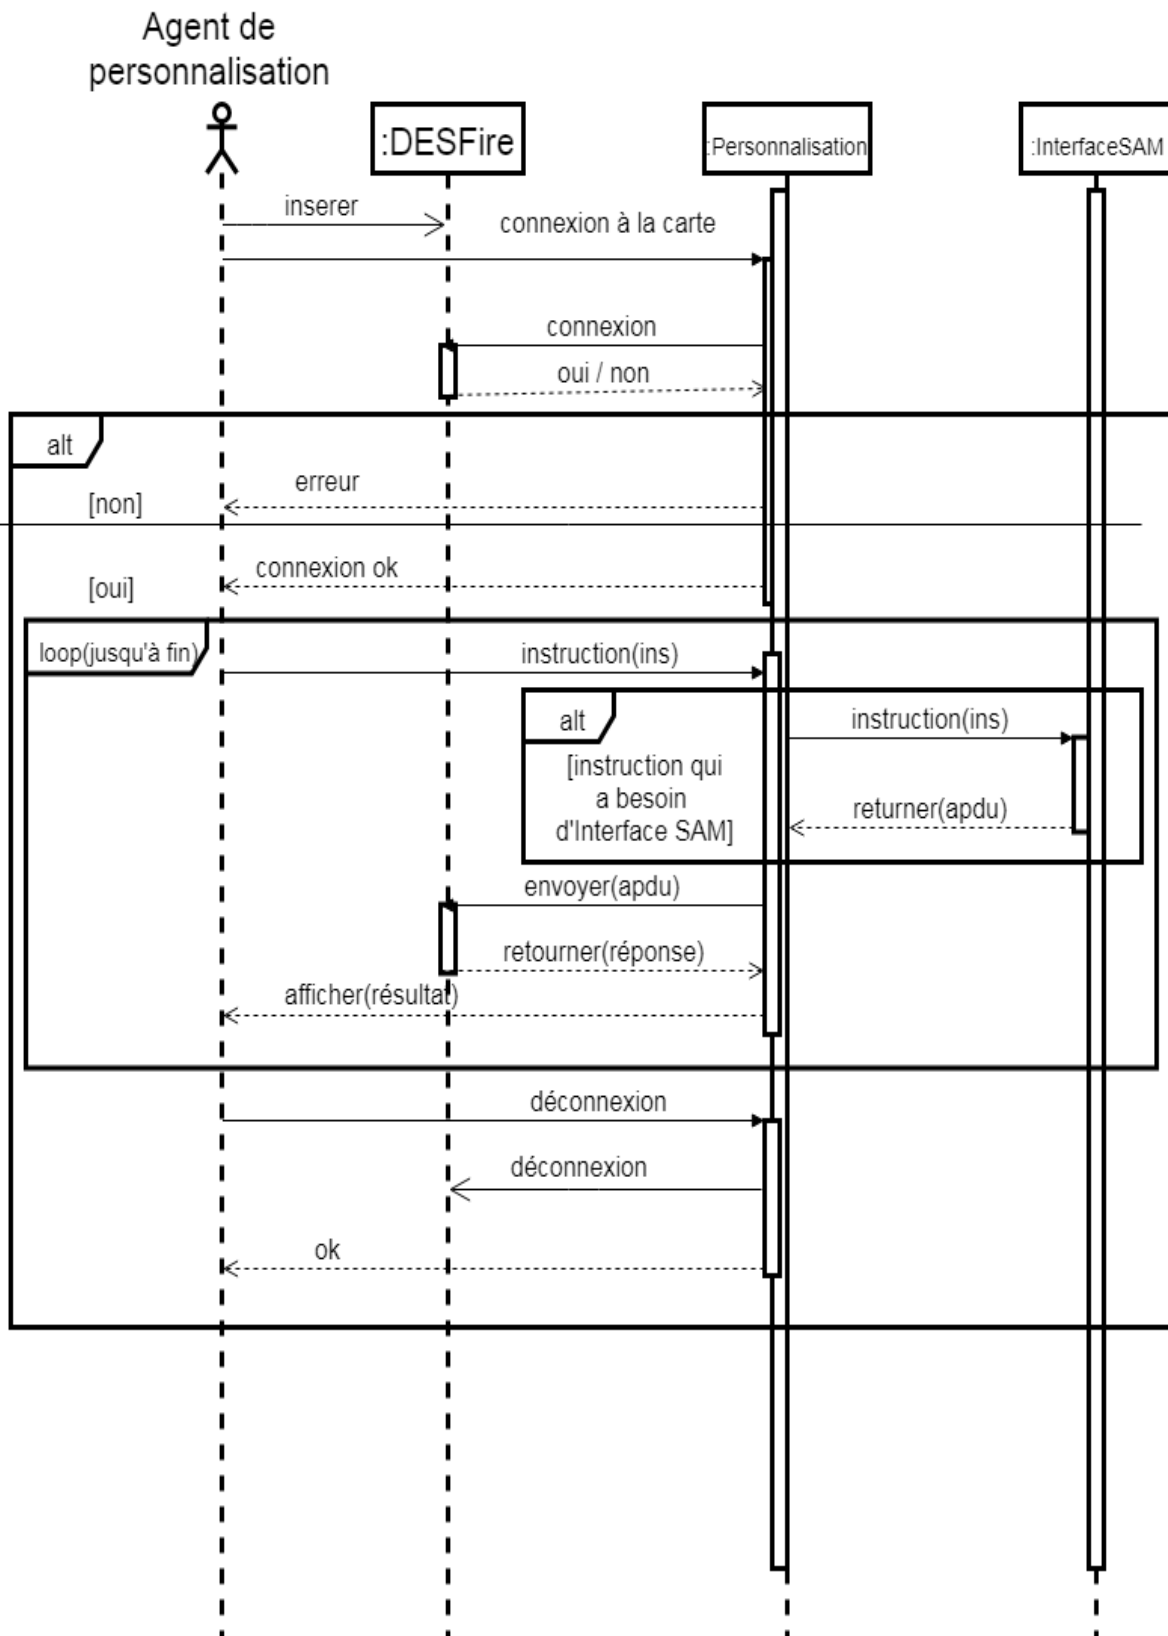 Agent de
personnalisation
:DESFire
:Personnalisation
:InterfaceSAM
inserer
connexion à la carte
connexion
oui / non
alt
erreur
[non]
connexion ok
[oui]
loop(jusqu'à fin)
instruction(ins)
alt
instruction(ins)
[instruction qui
a besoin
d'Interface SAM]
returner(apdu)
envoyer(apdu)
retourner(réponse)
afficher(résultat)
déconnexion
déconnexion
ok